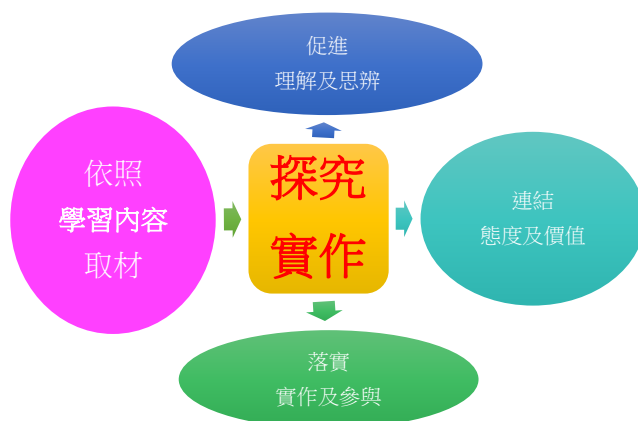 促進
理解及思辨
依照
學習內容
取材
探究
實作
連結
態度及價值
落實
實作及參與